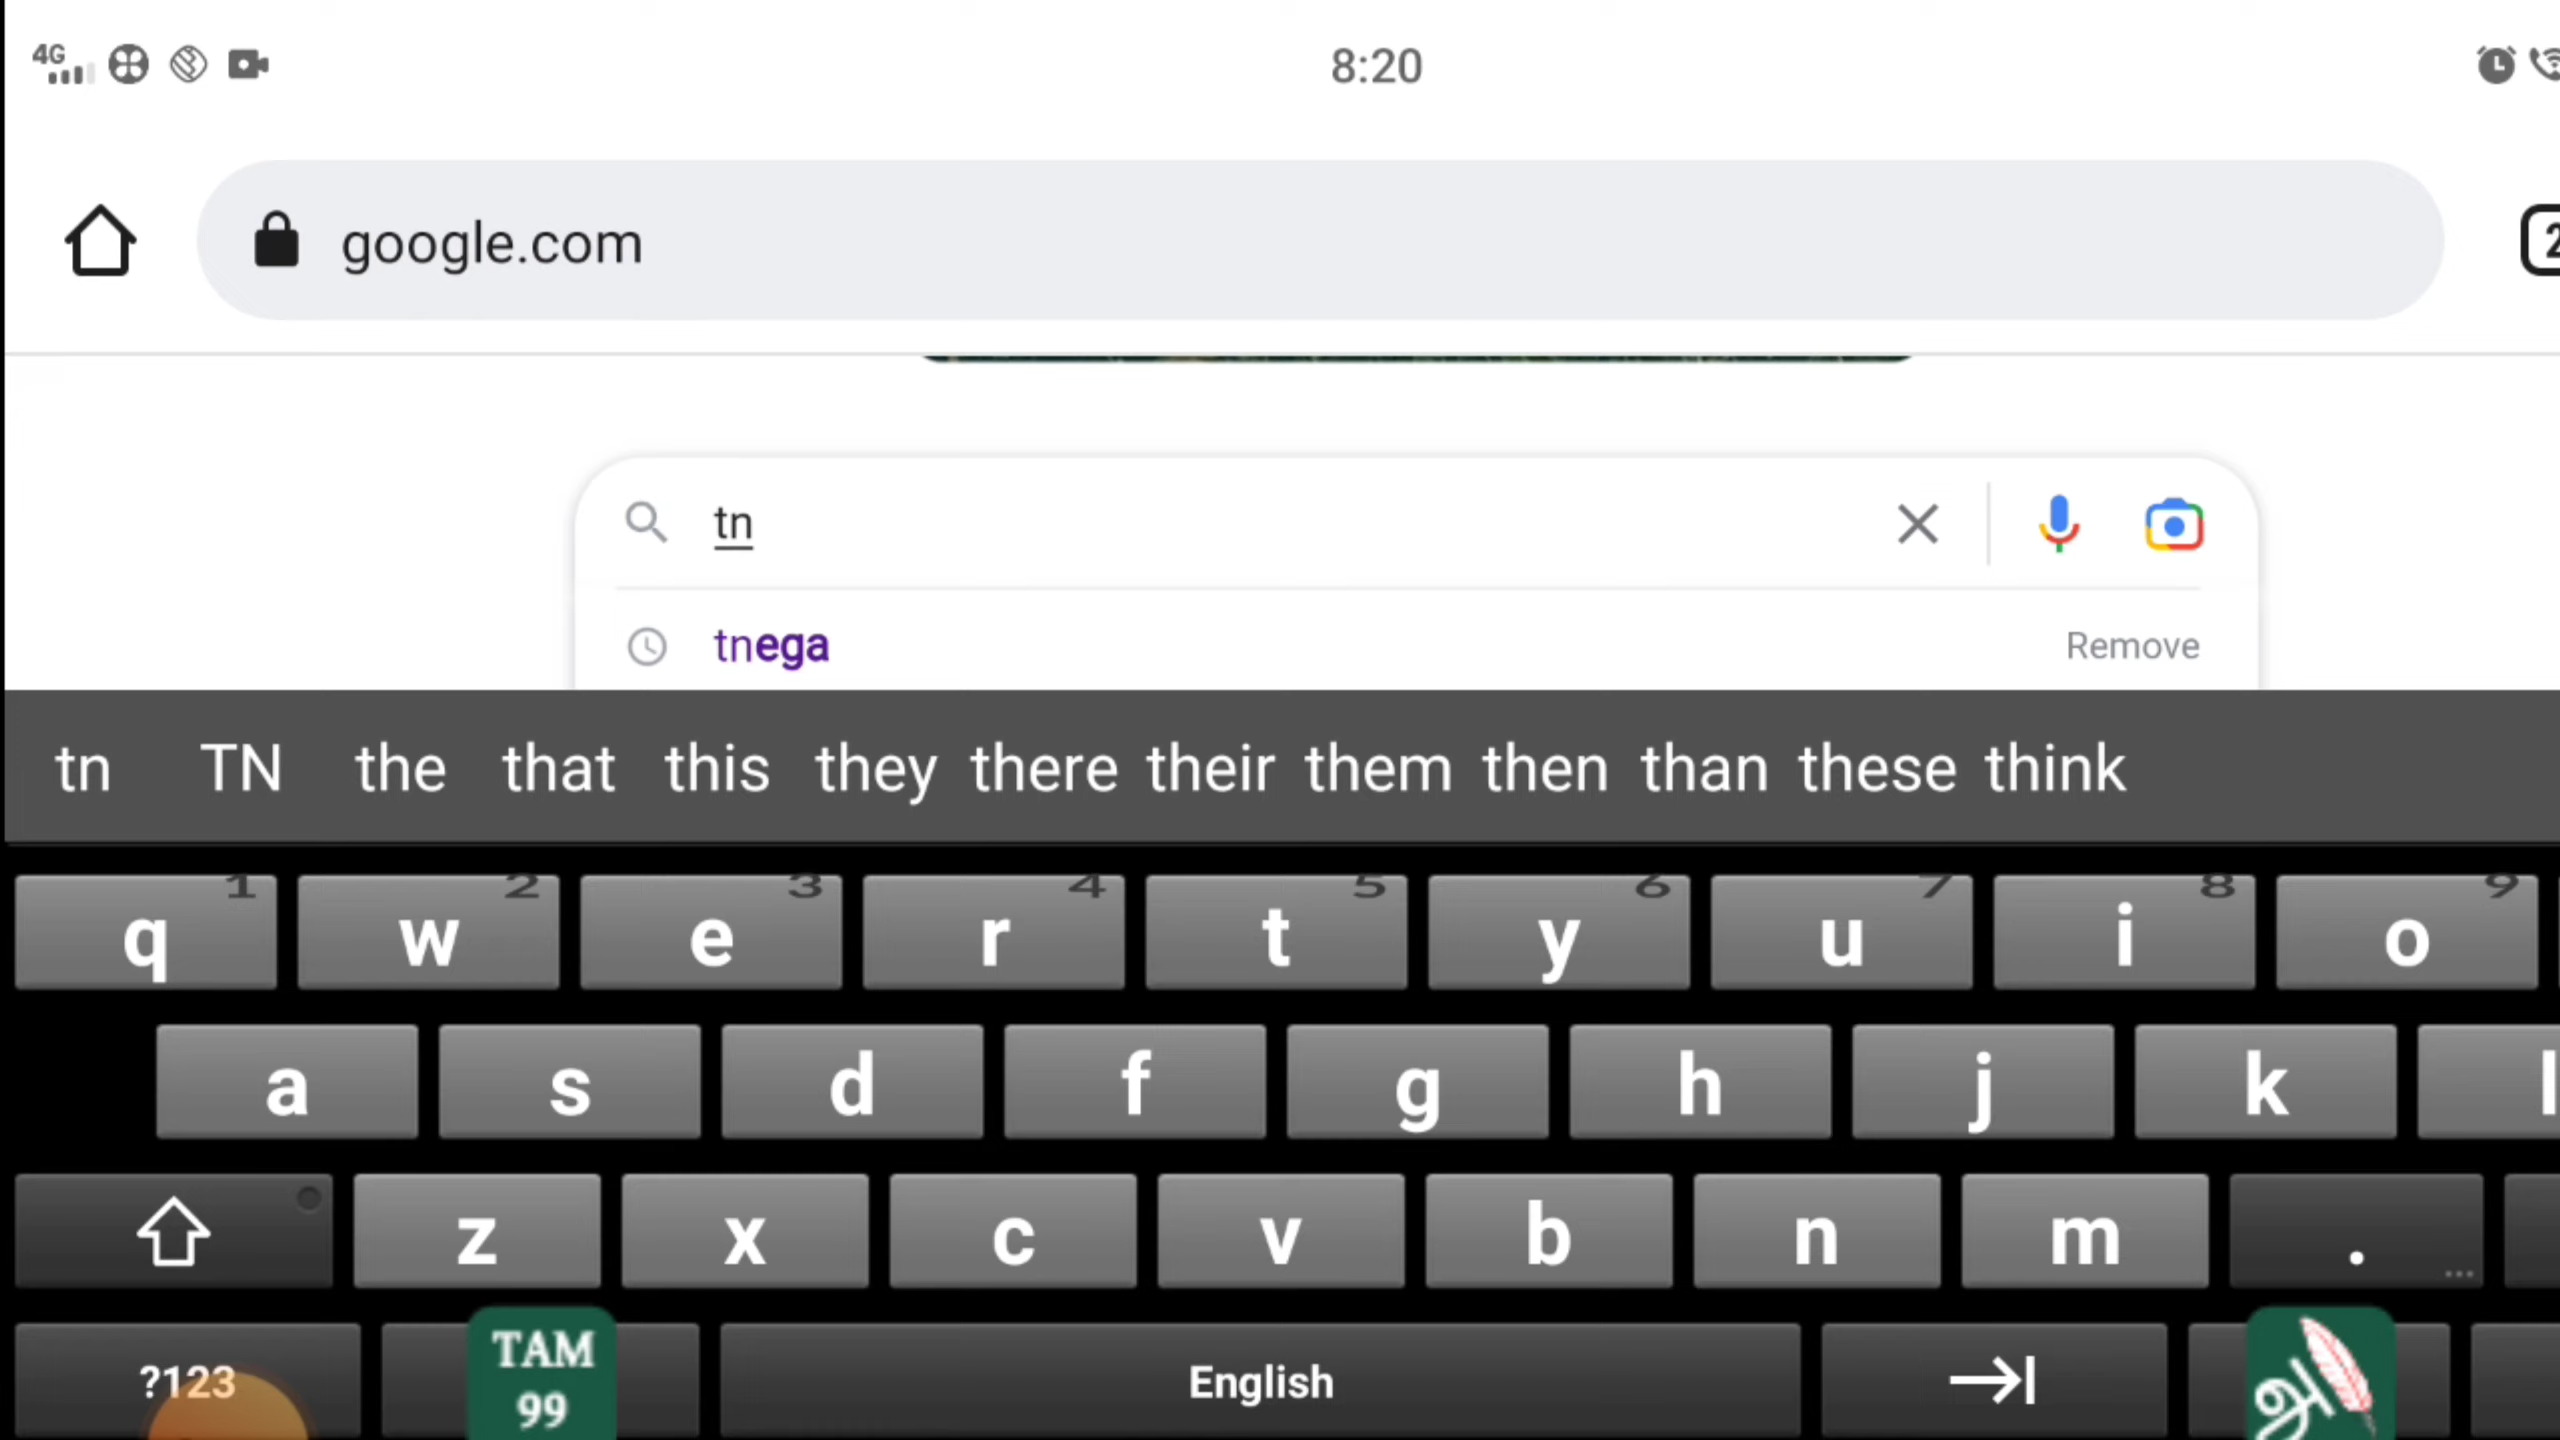 4G 8:20
google.com
2
tn
tnega Remove
tn TN the that this they there their them then than these think
1 2 3 4 5 6 7 8 9
q w e r t y u i o
a s d f g h j k l
z x c v b n m .
?123 TAM 99 English அ